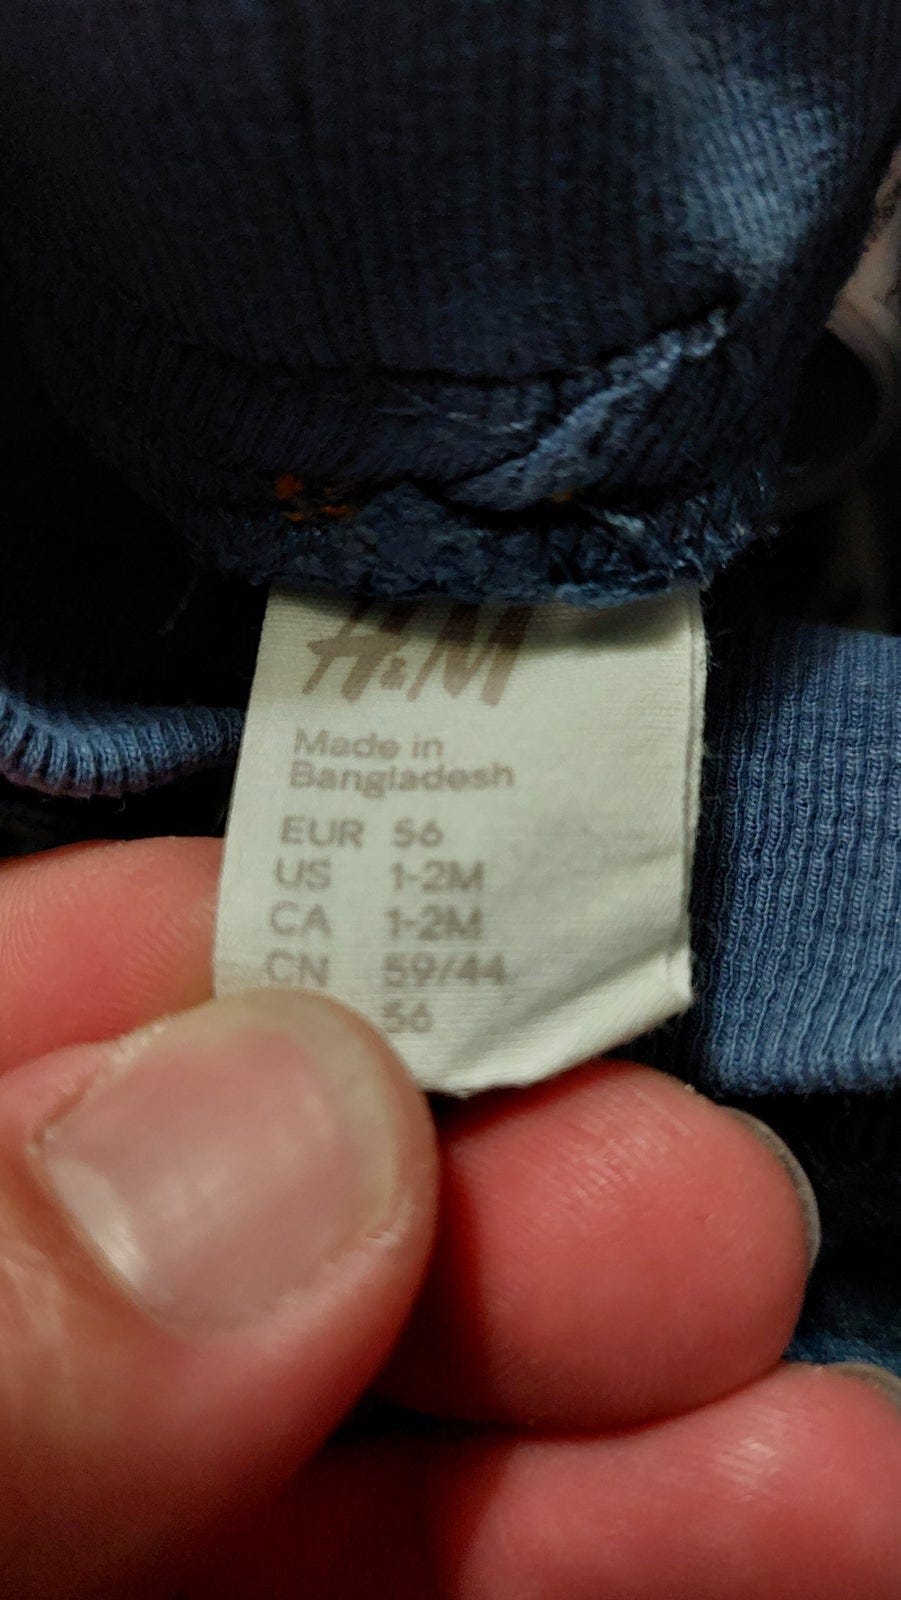 H&M
Made in
Bangladesh
EUR 56
US 1-2M
CA 1-2M
CN 59/44
56